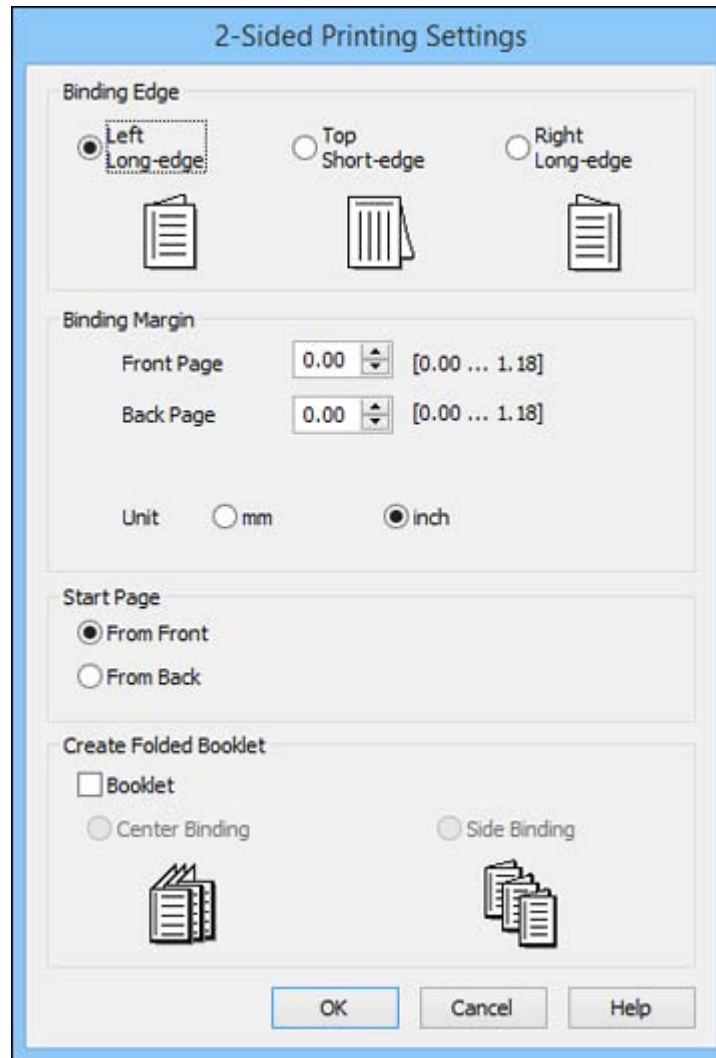 2-Sided Printing Settings
Binding Edge
Left
Long-edge
Top
Short-edge
Right
Long-edge
Binding Margin
Front Page 0.00 [0.00 ... 1.18]
Back Page 0.00 [0.00 ... 1.18]
Unit mm inch
Start Page
From Front
From Back
Create Folded Booklet
Booklet
Center Binding Side Binding
OK Cancel Help